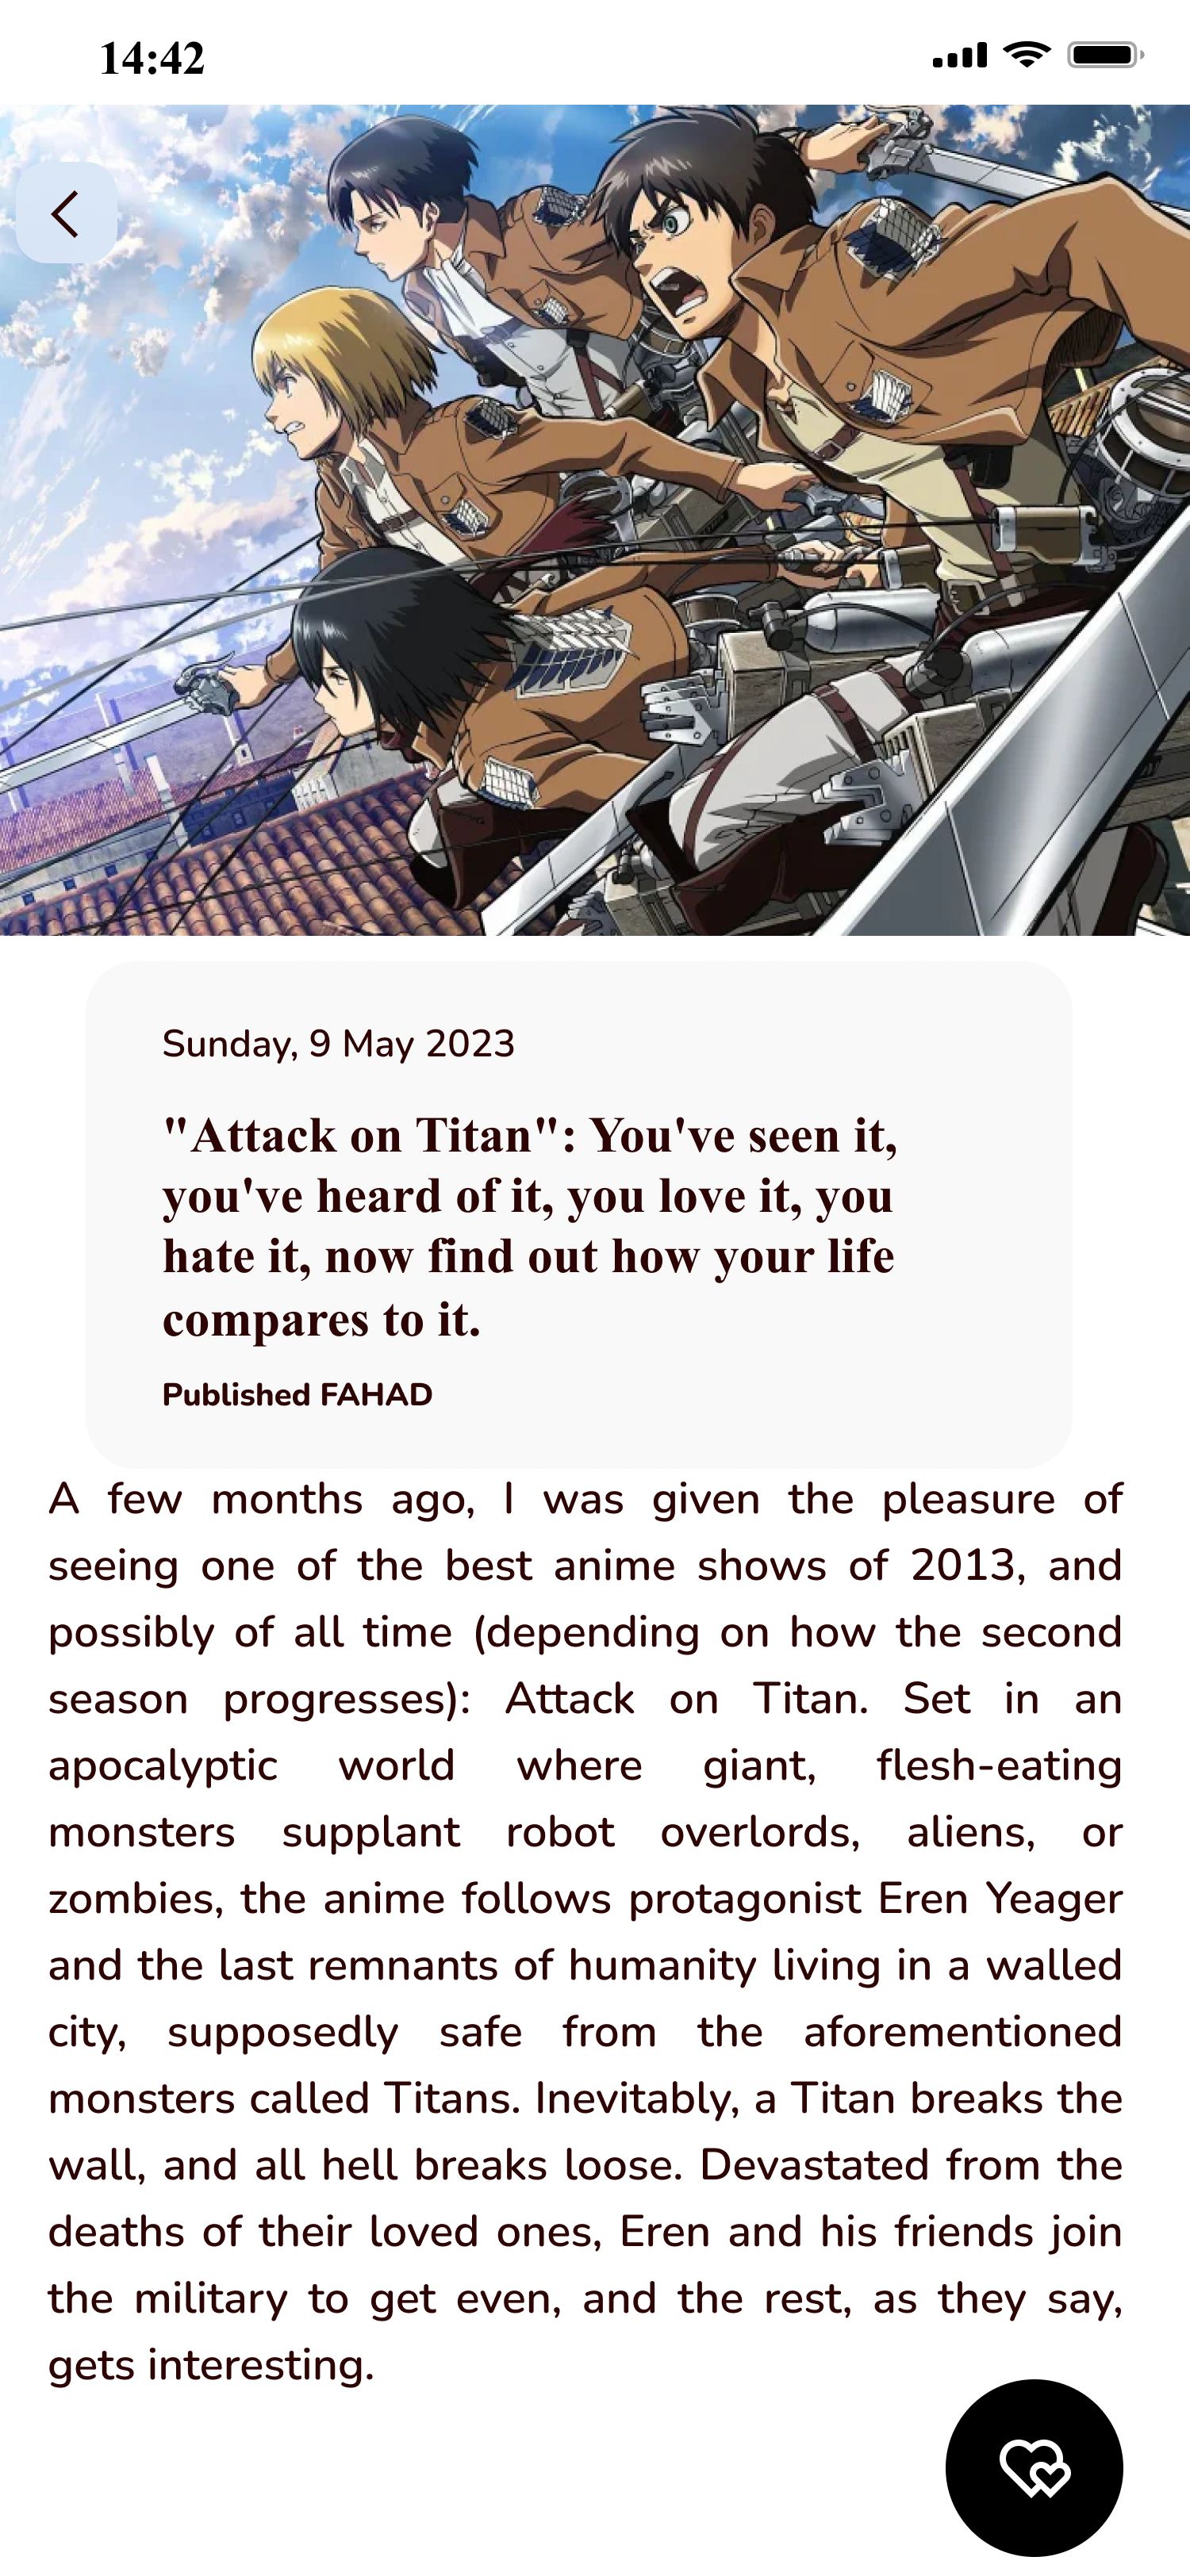 14:42
Sunday, 9 May 2023
"Attack on Titan": You've seen it,
you've heard of it, you love it, you
hate it, now find out how your life
compares to it.
Published FAHAD
A few months ago, I was given the pleasure of
seeing one of the best anime shows of 2013, and
possibly of all time (depending on how the second
season progresses): Attack on Titan. Set in an
apocalyptic world where giant, flesh-eating
monsters supplant robot overlords, aliens, or
zombies, the anime follows protagonist Eren Yeager
and the last remnants of humanity living in a walled
city, supposedly safe from the aforementioned
monsters called Titans. Inevitably, a Titan breaks the
wall, and all hell breaks loose. Devastated from the
deaths of their loved ones, Eren and his friends join
the military to get even, and the rest, as they say,
gets interesting.